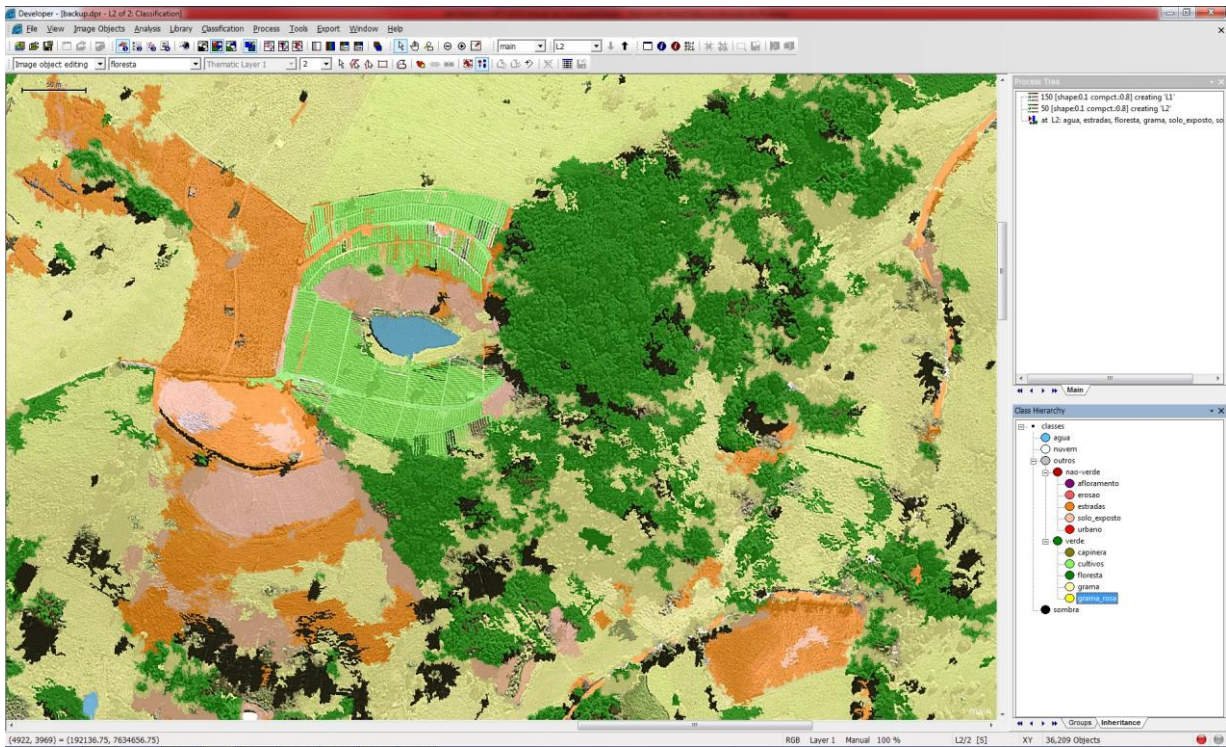 Developer - [backup.dpr - L2 of 2: Classification]
File View Image Objects Analysis Library Classification Process Tools Export Window Help
main L2
Image object editing floresta Thematic Layer 1 2
50 m
Process Tree
150 [shape:0.1 compct.:0.8] creating 'L1'
50 [shape:0.1 compct.:0.8] creating 'L2'
at L2: agua, estradas, floresta, grama, solo_exposto, so
Main
Class Hierarchy
classes
agua
nuvem
outros
nao-verde
afloramento
erosao
estradas
solo_exposto
urbano
verde
capinera
cultivos
floresta
grama
grama_rosa
sombra
Groups Inheritance
(4922, 3969) = (192136.75, 7634656.75) RGB Layer 1 Manual 100 % L2/2 [S] XY 36,209 Objects